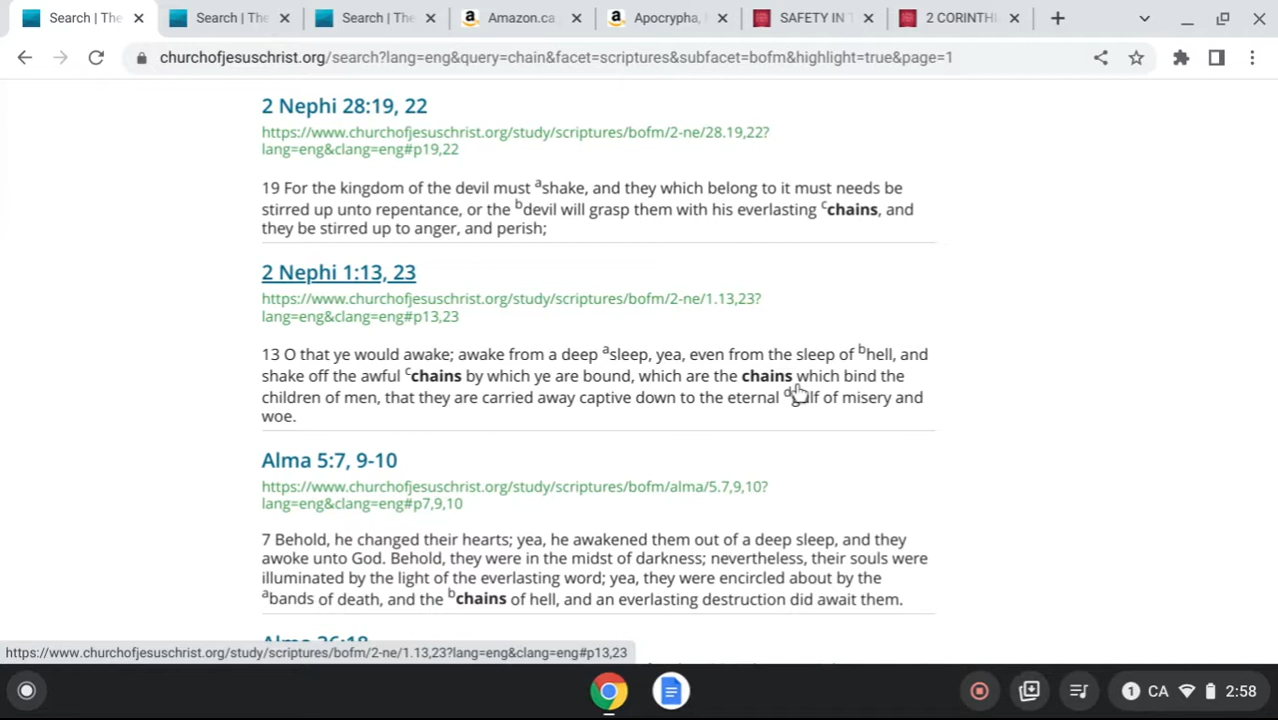 Search | The
Search | The
Search | The
Amazon.ca
Apocrypha,
SAFETY IN
2 CORINTHI
churchofjesuschrist.org/search?lang=eng&query=chain&facet=scriptures&subfacet=bofm&highlight=true&page=1
2 Nephi 28:19, 22
https://www.churchofjesuschrist.org/study/scriptures/bofm/2-ne/28.19,22?
lang=eng&clang=eng#p19,22
19 For the kingdom of the devil must ashake, and they which belong to it must needs be
stirred up unto repentance, or the bdevil will grasp them with his everlasting cchains, and
they be stirred up to anger, and perish;
2 Nephi 1:13, 23
https://www.churchofjesuschrist.org/study/scriptures/bofm/2-ne/1.13,23?
lang=eng&clang=eng#p13,23
13 O that ye would awake; awake from a deep asleep, yea, even from the sleep of bhell, and
shake off the awful cchains by which ye are bound, which are the chains which bind the
children of men, that they are carried away captive down to the eternal dgulf of misery and
woe.
Alma 5:7, 9-10
https://www.churchofjesuschrist.org/study/scriptures/bofm/alma/5.7,9,10?
lang=eng&clang=eng#p7,9,10
7 Behold, he changed their hearts; yea, he awakened them out of a deep sleep, and they
awoke unto God. Behold, they were in the midst of darkness; nevertheless, their souls were
illuminated by the light of the everlasting word; yea, they were encircled about by the
abands of death, and the bchains of hell, and an everlasting destruction did await them.
Alma 36:18
https://www.churchofjesuschrist.org/study/scriptures/bofm/2-ne/1.13,23?lang=eng&clang=eng#p13,23
1 CA 2:58